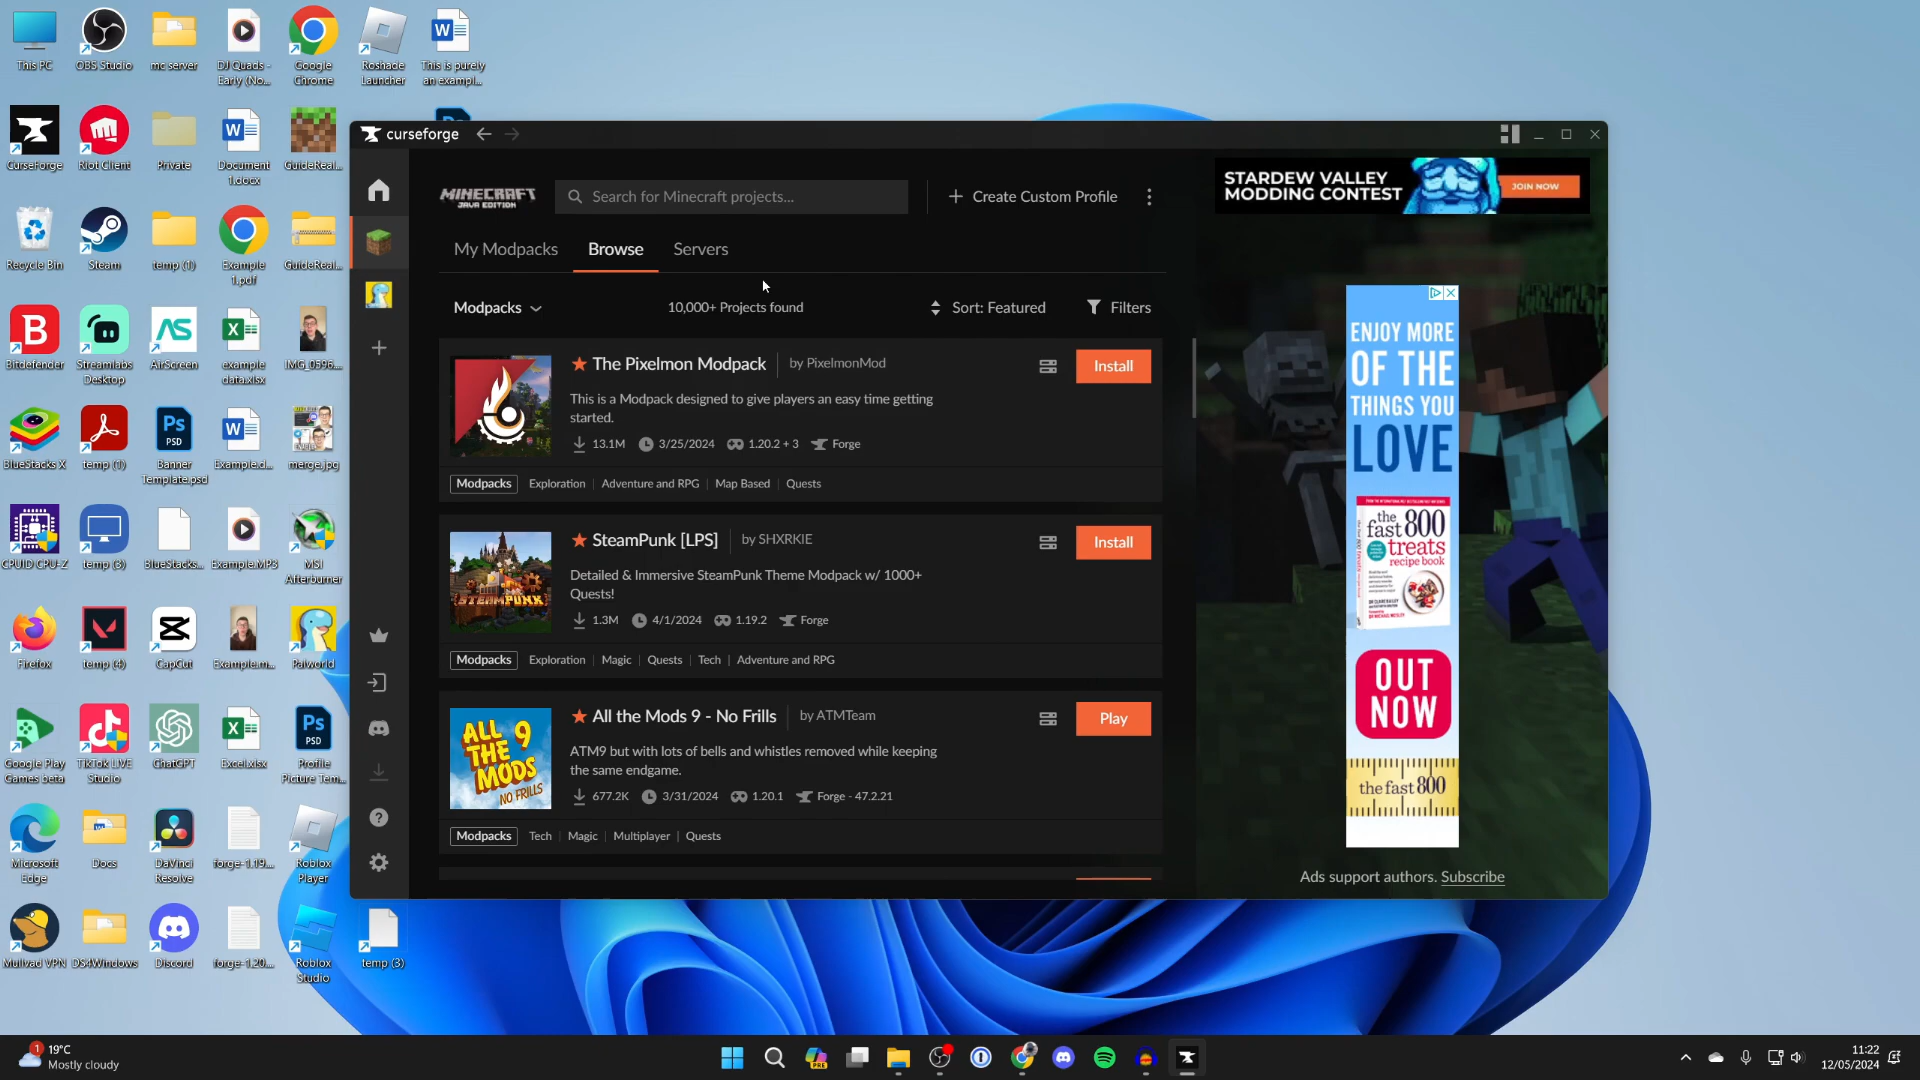 This PC
OBS Studio
mc server
DJ Quads -
Early (No...
Google
Chrome
Roshade
Launcher
This is purely
an exampl...
CurseForge
Riot Client
Private
Document
1.docx
GuideReal...
Recycle Bin
Steam
temp (1)
Example
1.pdf
GuideReal...
Bitdefender
Streamlabs
Desktop
AirScreen
example
data.xlsx
IMG_0596....
BlueStacks X
temp (1)
Banner
Template.psd
Example.d...
merge.jpg
CPUID CPU-Z
temp (3)
BlueStacks...
Example.MP3
MSI
Afterburner
Firefox
temp (4)
CapCut
Example.m...
Palworld
Google Play
Games beta
TikTok LIVE
Studio
ChatGPT
Excel.xlsx
Profile
Picture Tem...
Microsoft
Edge
Docs
DaVinci
Resolve
forge-1.19....
Roblox
Player
Mullvad VPN
DS4Windows
Discord
forge-1.20....
Roblox
Studio
temp (3)
curseforge
MINECRAFT
JAVA EDITION
Search for Minecraft projects...
Create Custom Profile
My Modpacks
Browse
Servers
Modpacks
10,000+ Projects found
Sort: Featured
Filters
The Pixelmon Modpack
by PixelmonMod
Install
This is a Modpack designed to give players an easy time getting
started.
13.1M
3/25/2024
1.20.2 + 3
Forge
Modpacks
Exploration
Adventure and RPG
Map Based
Quests
SteamPunk [LPS]
by SHXRKIE
Install
Detailed & Immersive SteamPunk Theme Modpack w/ 1000+
Quests!
STEAMPUNK
1.3M
4/1/2024
1.19.2
Forge
Modpacks
Exploration
Magic
Quests
Tech
Adventure and RPG
ALL
THE 9
MODS
NO FRILLS
All the Mods 9 - No Frills
by ATMTeam
Play
ATM9 but with lots of bells and whistles removed while keeping
the same endgame.
677.2K
3/31/2024
1.20.1
Forge - 47.2.21
Modpacks
Tech
Magic
Multiplayer
Quests
STARDEW VALLEY
MODDING CONTEST
JOIN NOW
ENJOY MORE
OF THE
THINGS YOU
LOVE
the
fast 800
treats
recipe book
OUT
NOW
the fast 800
Ads support authors. Subscribe
1
19°C
Mostly cloudy
PRE
11:22
12/05/2024